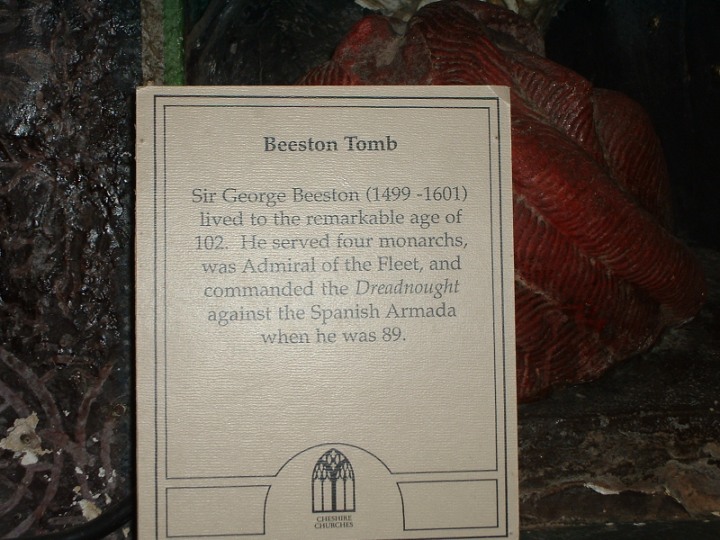 Beeston Tomb
Sir George Beeston (1499 -1601)
lived to the remarkable age of
102. He served four monarchs,
was Admiral of the Fleet, and
commanded the Dreadnought
against the Spanish Armada
when he was 89.
CHESHIRE
CHURCHES